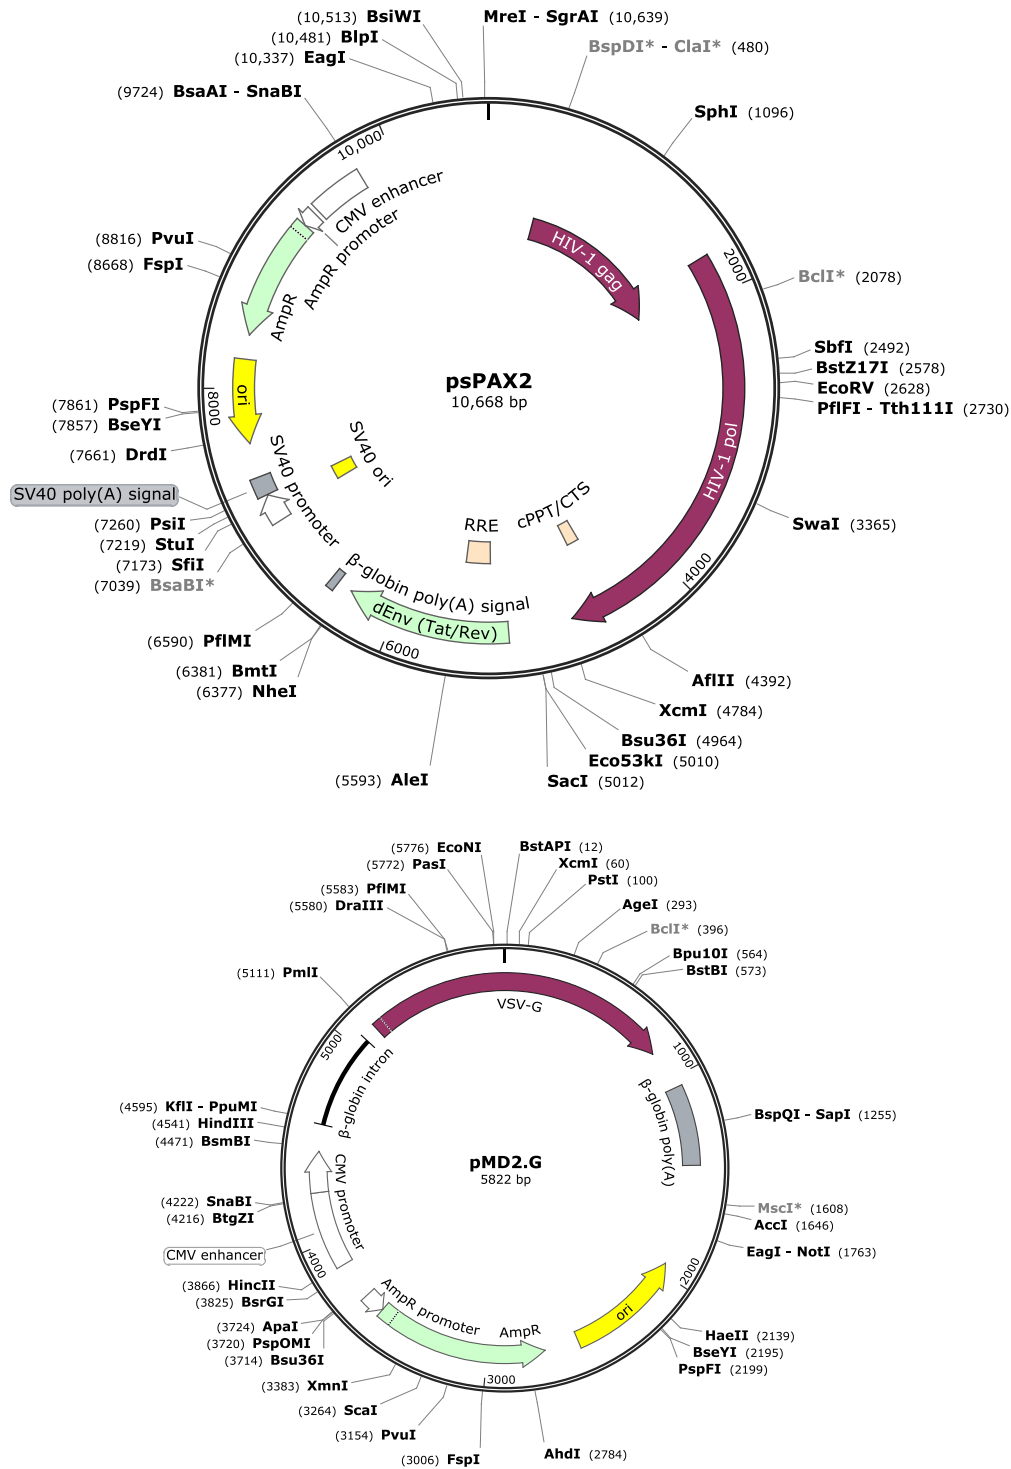 (10,513) BsiWI
(10,481) BlpI
(10,337) EagI
(9724) BsaAI - SnaBI
MreI - SgrAI (10,639)
BspDI* - ClaI* (480)
SphI (1096)
10,000
2000
CMV enhancer
AmpR promoter
AmpR
HIV-1 gag
(8816) PvuI
(8668) FspI
BclI* (2078)
SbfI (2492)
BstZ17I (2578)
EcoRV (2628)
PflFI - Tth111I (2730)
psPAX2
10,668 bp
ori
8000
(7861) PspFI
(7857) BseYI
(7661) DrdI
SV40 poly(A) signal
SV40 promoter
SV40 ori
HIV-1 pol
(7260) PsiI
(7219) StuI
(7173) SfiI
(7039) BsaBI*
RRE
cPPT/CTS
SwaI (3365)
4000
β-globin poly(A) signal
dEnv (Tat/Rev)
6000
(6590) PflMI
(6381) BmtI
(6377) NheI
(5593) AleI
AflII (4392)
XcmI (4784)
Bsu36I (4964)
Eco53kI (5010)
SacI (5012)
(5776) EcoNI
(5772) PasI
(5583) PflMI
(5580) DraIII
(5111) PmlI
BstAPI (12)
XcmI (60)
PstI (100)
AgeI (293)
BclI* (396)
Bpu10I (564)
BstBI (573)
VSV-G
5000
1000
β-globin intron
β-globin poly(A)
(4595) KflI - PpuMI
(4541) HindIII
(4471) BsmBI
BspQI - SapI (1255)
pMD2.G
5822 bp
(4222) SnaBI
(4216) BtgZI
CMV promoter
CMV enhancer
4000
MscI* (1608)
AccI (1646)
EagI - NotI (1763)
2000
(3866) HincII
(3825) BsrGI
(3724) ApaI
(3720) PspOMI
(3714) Bsu36I
(3383) XmnI
(3264) ScaI
(3154) PvuI
(3006) FspI
AmpR promoter
AmpR
ori
3000
HaeII (2139)
BseYI (2195)
PspFI (2199)
AhdI (2784)